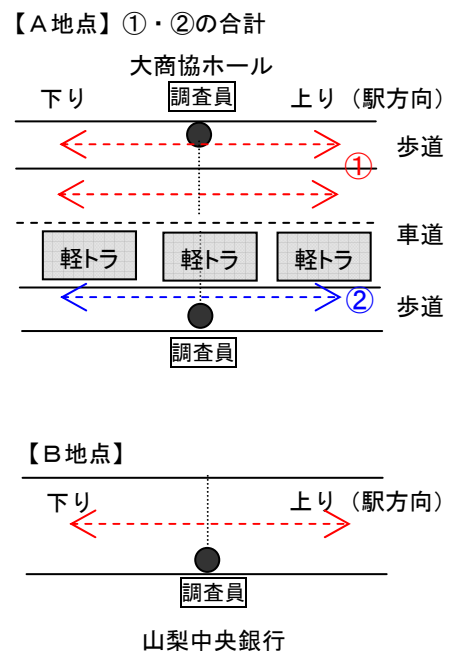 【A地点】①・②の合計
大商協ホール
下り 調査員 上り（駅方向）
歩道
①
車道
軽トラ 軽トラ 軽トラ
②
歩道
調査員
【B地点】
下り 上り（駅方向）
調査員
山梨中央銀行